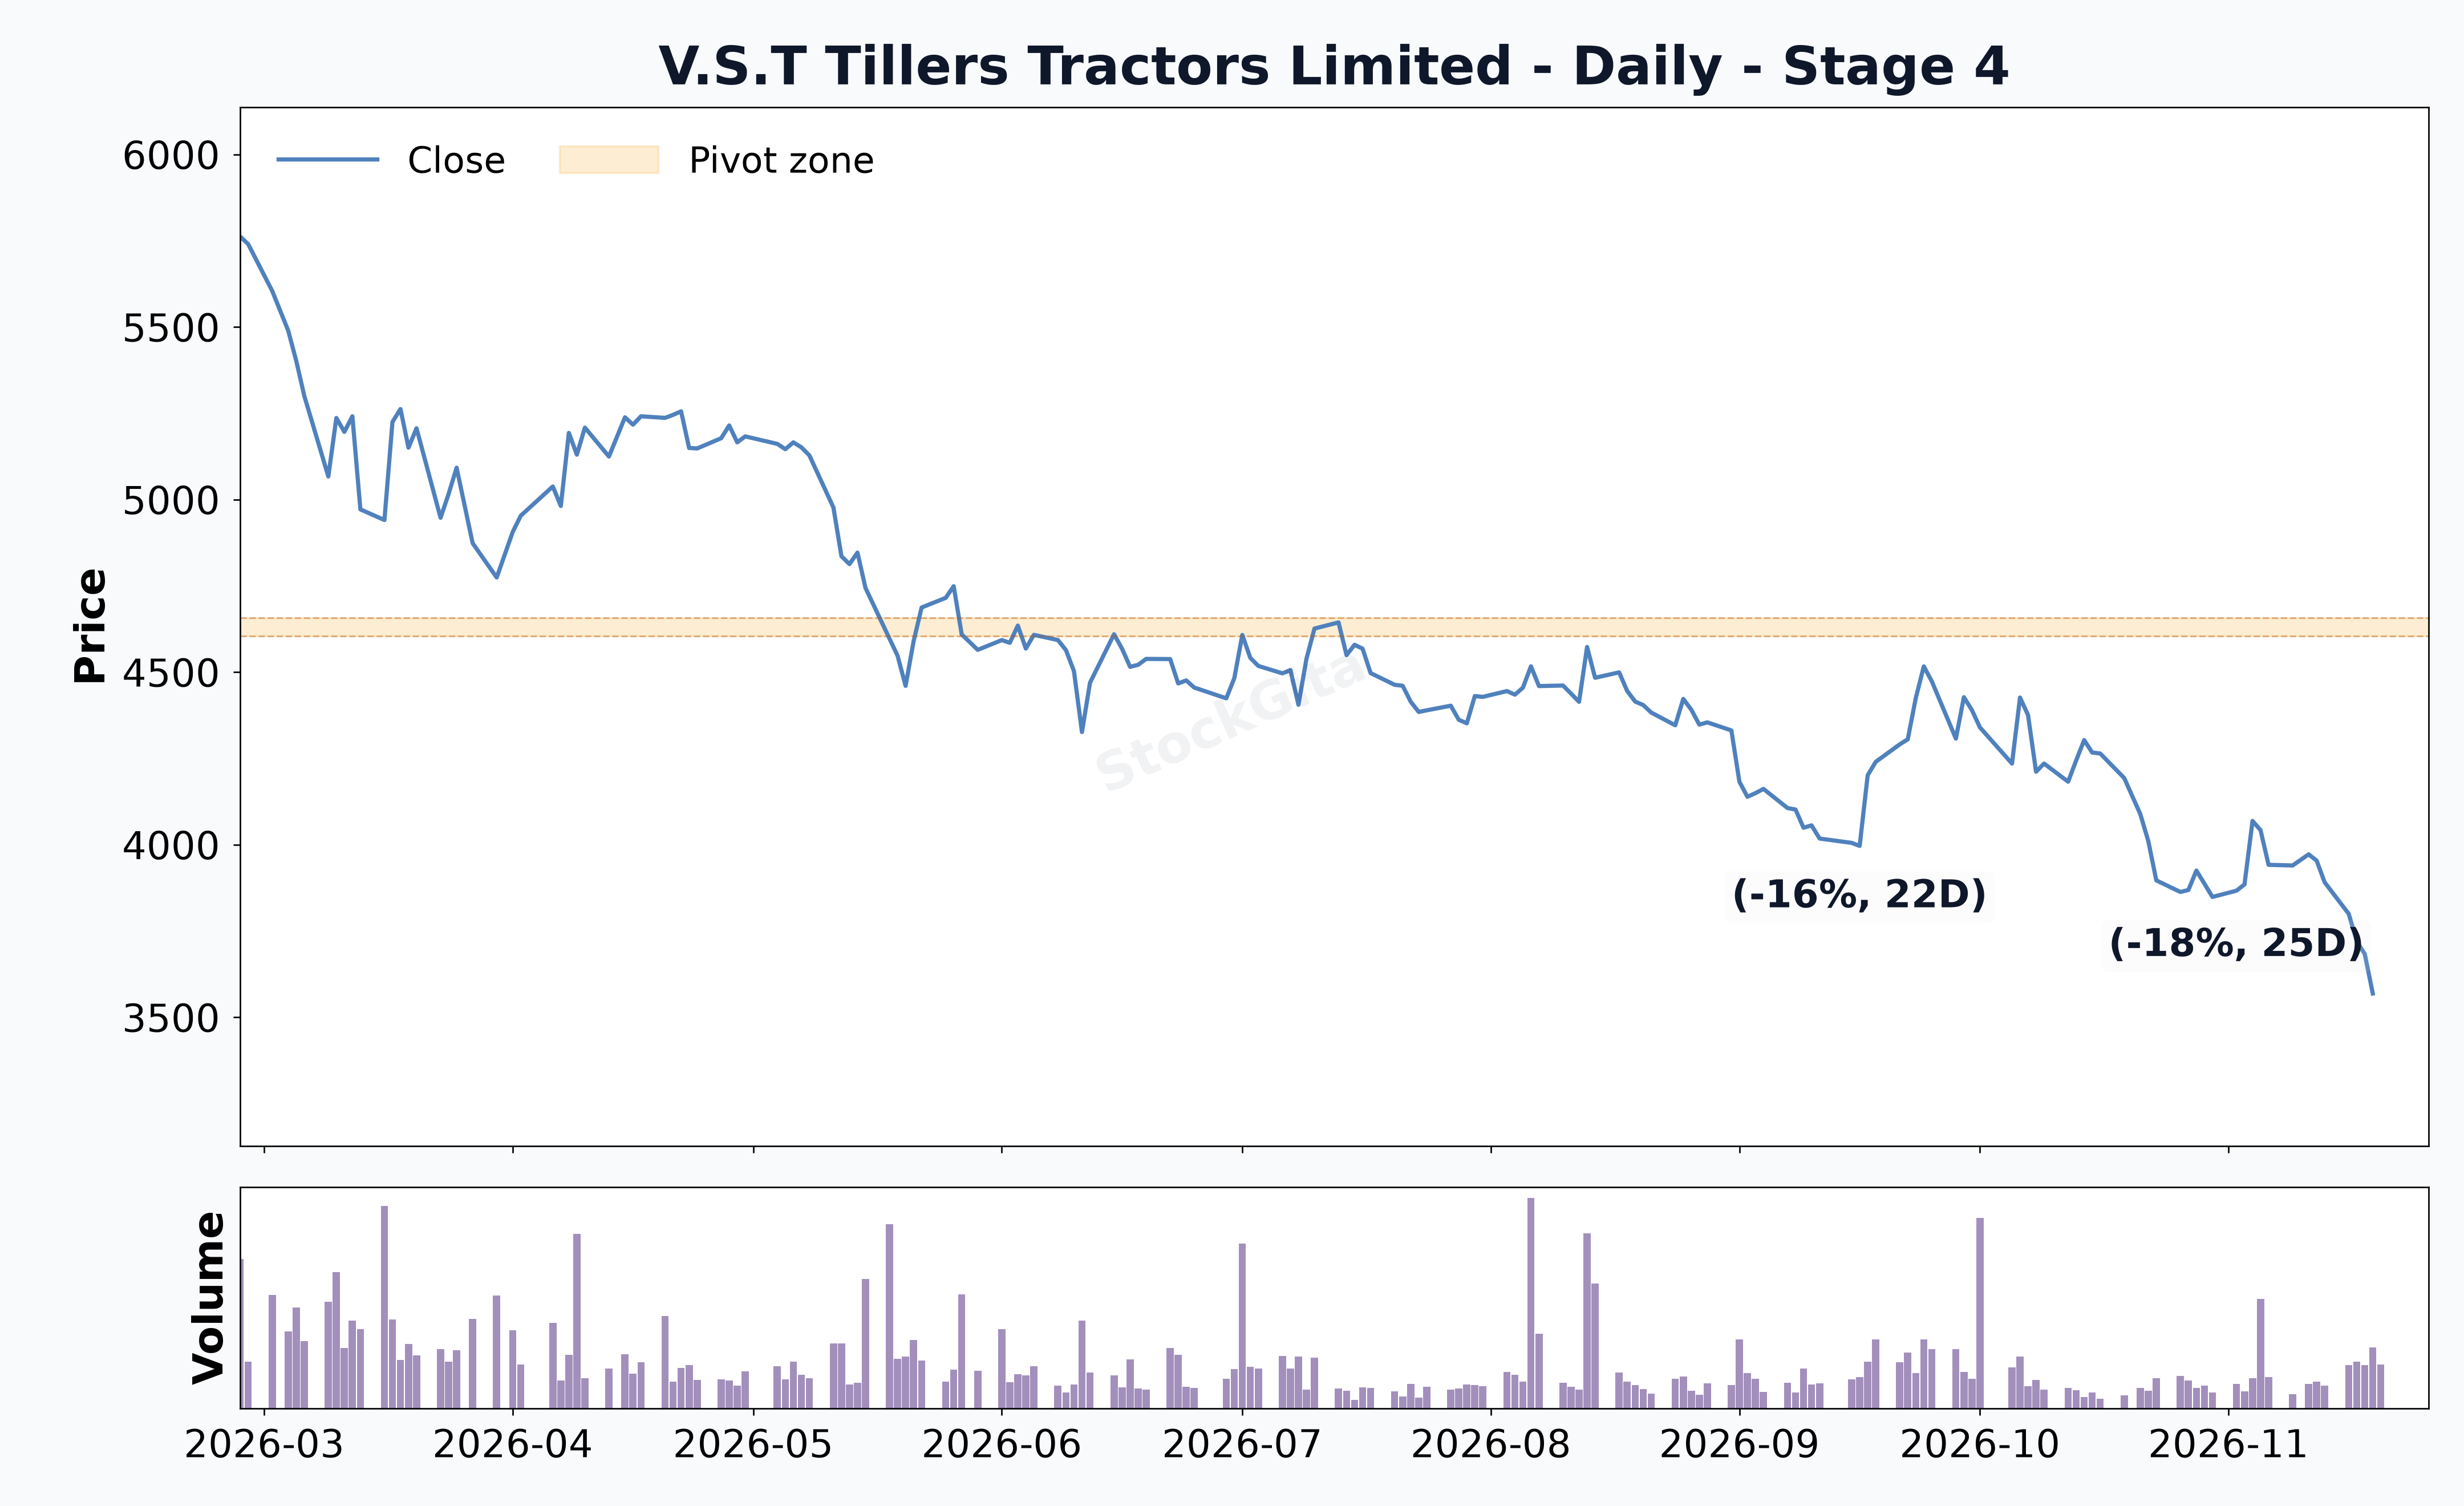 V.S.T Tillers Tractors Limited - Daily - Stage 4
Close
Pivot zone
Price
6000
5500
5000
4500
4000
3500
StockGita
(-16%, 22D)
(-18%, 25D)
Volume
2026-03
2026-04
2026-05
2026-06
2026-07
2026-08
2026-09
2026-10
2026-11